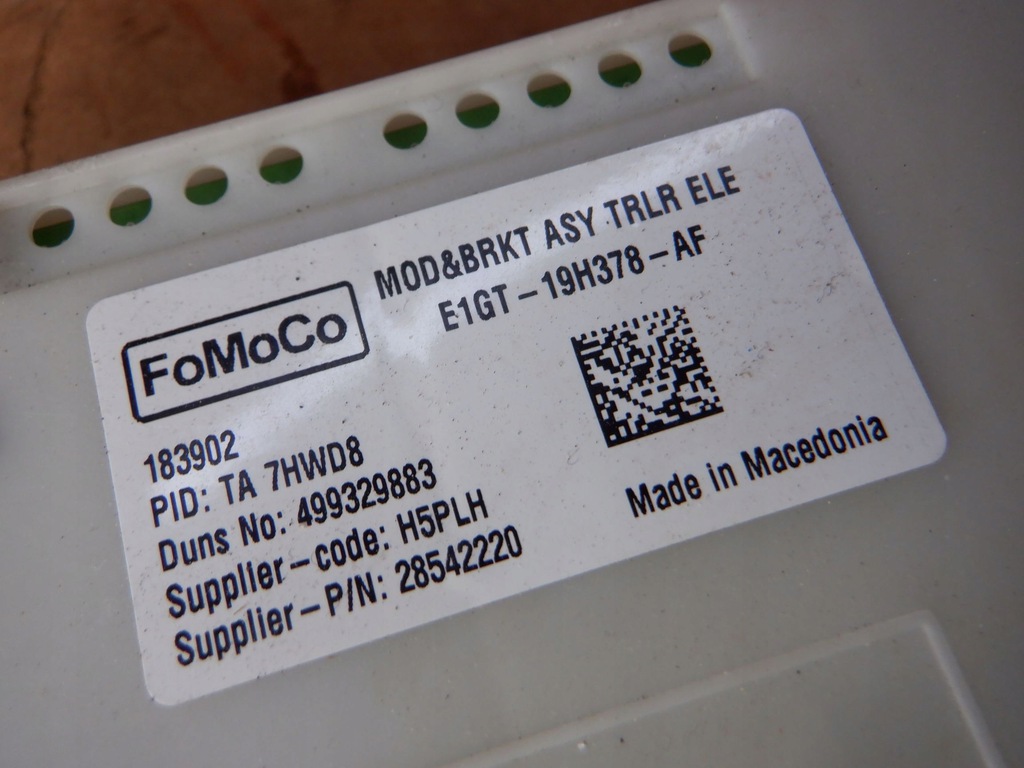 MOD&BRKT ASY TRLR ELE
E1GT-19H378-AF
FoMoCo
183902
PID: TA 7HWD8
Duns No: 499329883
Supplier-code: H5PLH
Supplier-P/N: 28542220
Made in Macedonia